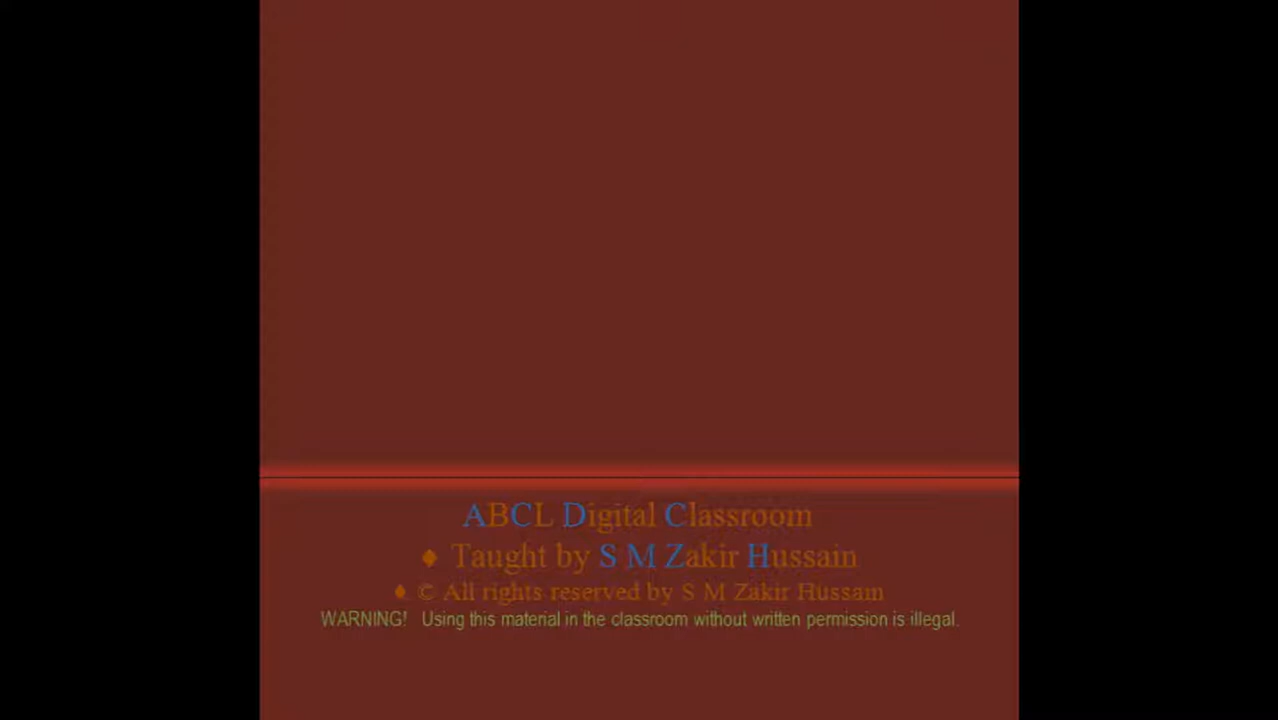 ABCL Digital Classroom
♦ Taught by S M Zakir Hussain
♦ © All rights reserved by S M Zakir Hussain
WARNING! Using this material in the classroom without written permission is illegal.